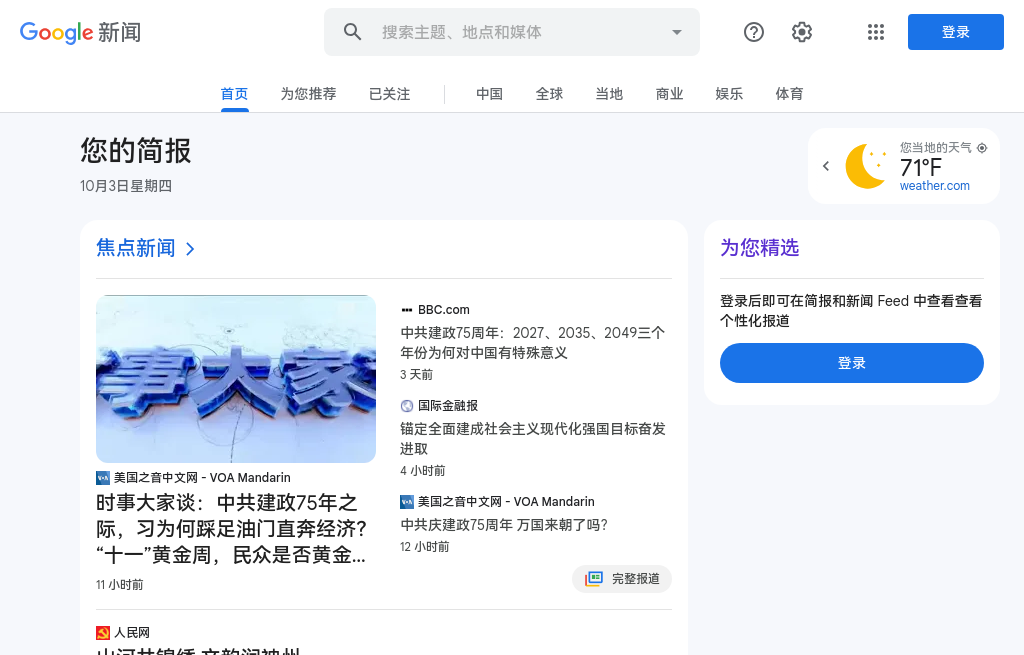 Google 新闻
搜索主题、地点和媒体
登录
首页
为您推荐
已关注
中国
全球
当地
商业
娱乐
体育
您的简报
10月3日星期四
您当地的天气
71°F
weather.com
焦点新闻
事大家
VOA
美国之音中文网 - VOA Mandarin
时事大家谈：中共建政75年之
际，习为何踩足油门直奔经济？
“十一”黄金周，民众是否黄金...
11 小时前
BBC.com
中共建政75周年：2027、2035、2049三个
年份为何对中国有特殊意义
3 天前
国际金融报
锚定全面建成社会主义现代化强国目标奋发
进取
4 小时前
VOA
美国之音中文网 - VOA Mandarin
中共庆建政75周年 万国来朝了吗？
12 小时前
完整报道
人民网
为您精选
登录后即可在简报和新闻 Feed 中查看查看
个性化报道
登录